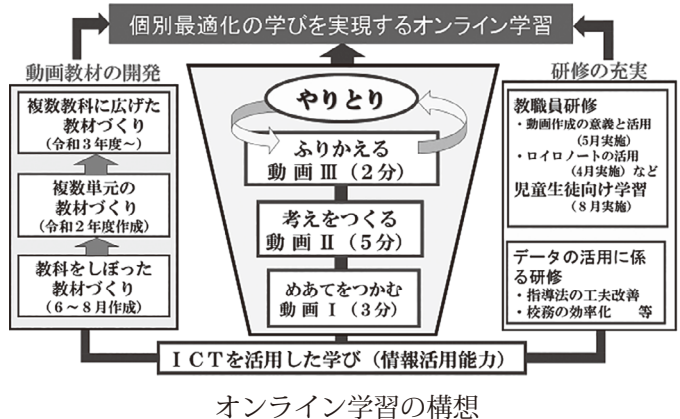 個別最適化の学びを実現するオンライン学習
動画教材の開発
複数教科に広げた
教材づくり
(令和3年度～)
複数単元の
教材づくり
(令和2年度作成)
教科をしぼった
教材づくり
(6～8月作成)
やりとり
ふりかえる
動画Ⅲ(2分)
考えをつくる
動画Ⅱ(5分)
めあてをつかむ
動画Ⅰ(3分)
研修の充実
教職員研修
・動画作成の意義と活用
(5月実施)
・ロイロノートの活用
(4月実施)など
児童生徒向け学習
(8月実施)
データの活用に係
る研修
・指導法の工夫改善
・校務の効率化 等
ICTを活用した学び(情報活用能力)
オンライン学習の構想